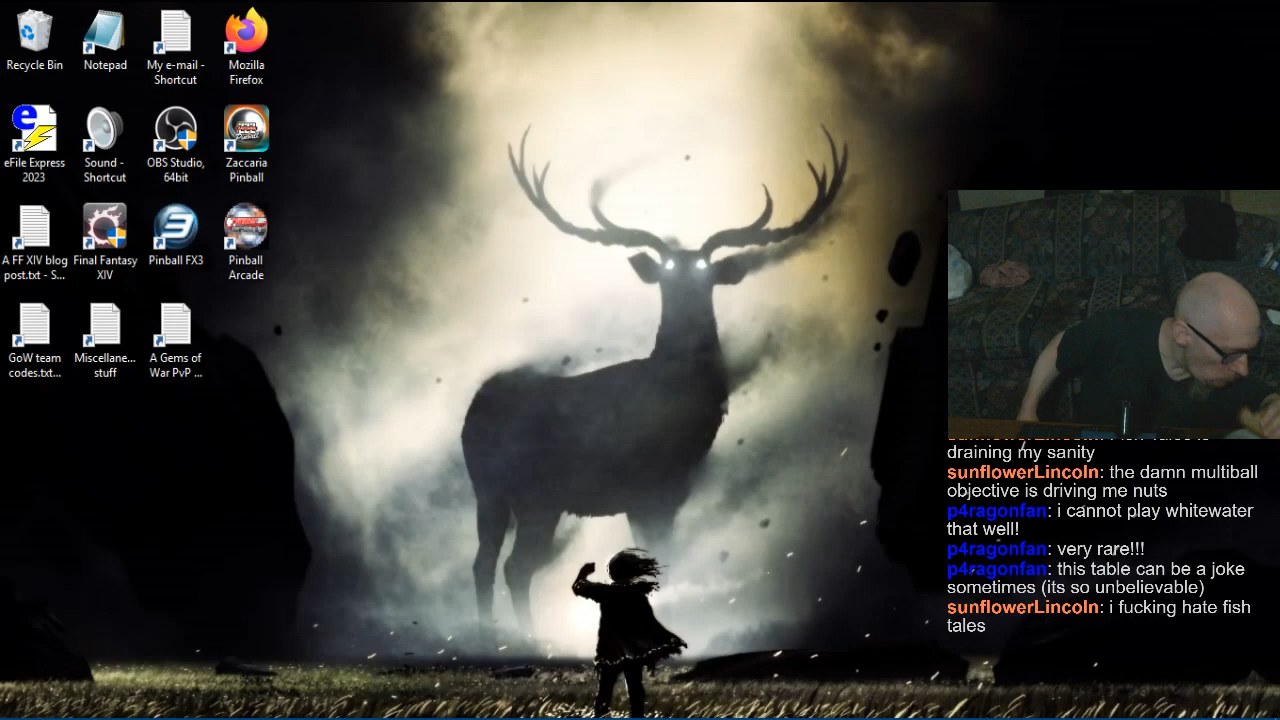 Recycle Bin
Notepad
My e-mail -
Shortcut
Mozilla
Firefox
eFile Express
2023
Sound -
Shortcut
OBS Studio,
64bit
Zaccaria
Pinball
A FF XIV blog
post.txt - S...
Final Fantasy
XIV
Pinball FX3
Pinball
Arcade
GoW team
codes.txt...
Miscellane...
stuff
A Gems of
War PvP ...
draining my sanity
sunflowerLincoln: the damn multiball
objective is driving me nuts
p4ragonfan: i cannot play whitewater
that well!
p4ragonfan: very rare!!!
p4ragonfan: this table can be a joke
sometimes (its so unbelievable)
sunflowerLincoln: i fucking hate fish
tales